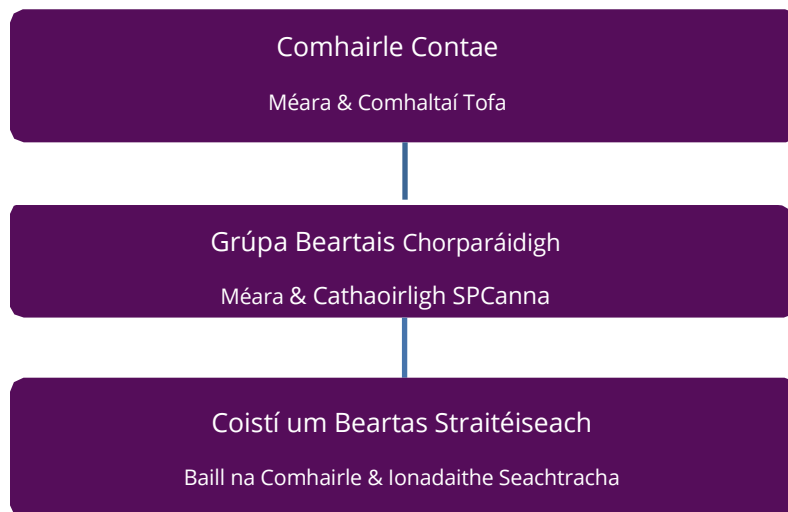 Comhairle Contae
Méara & Comhaltaí Tofa
Grúpa Beartais Chorparáidigh
Méara & Cathaoirligh SPCanna
Coistí um Beartas Straitéiseach
Baill na Comhairle & Ionadaithe Seachtracha